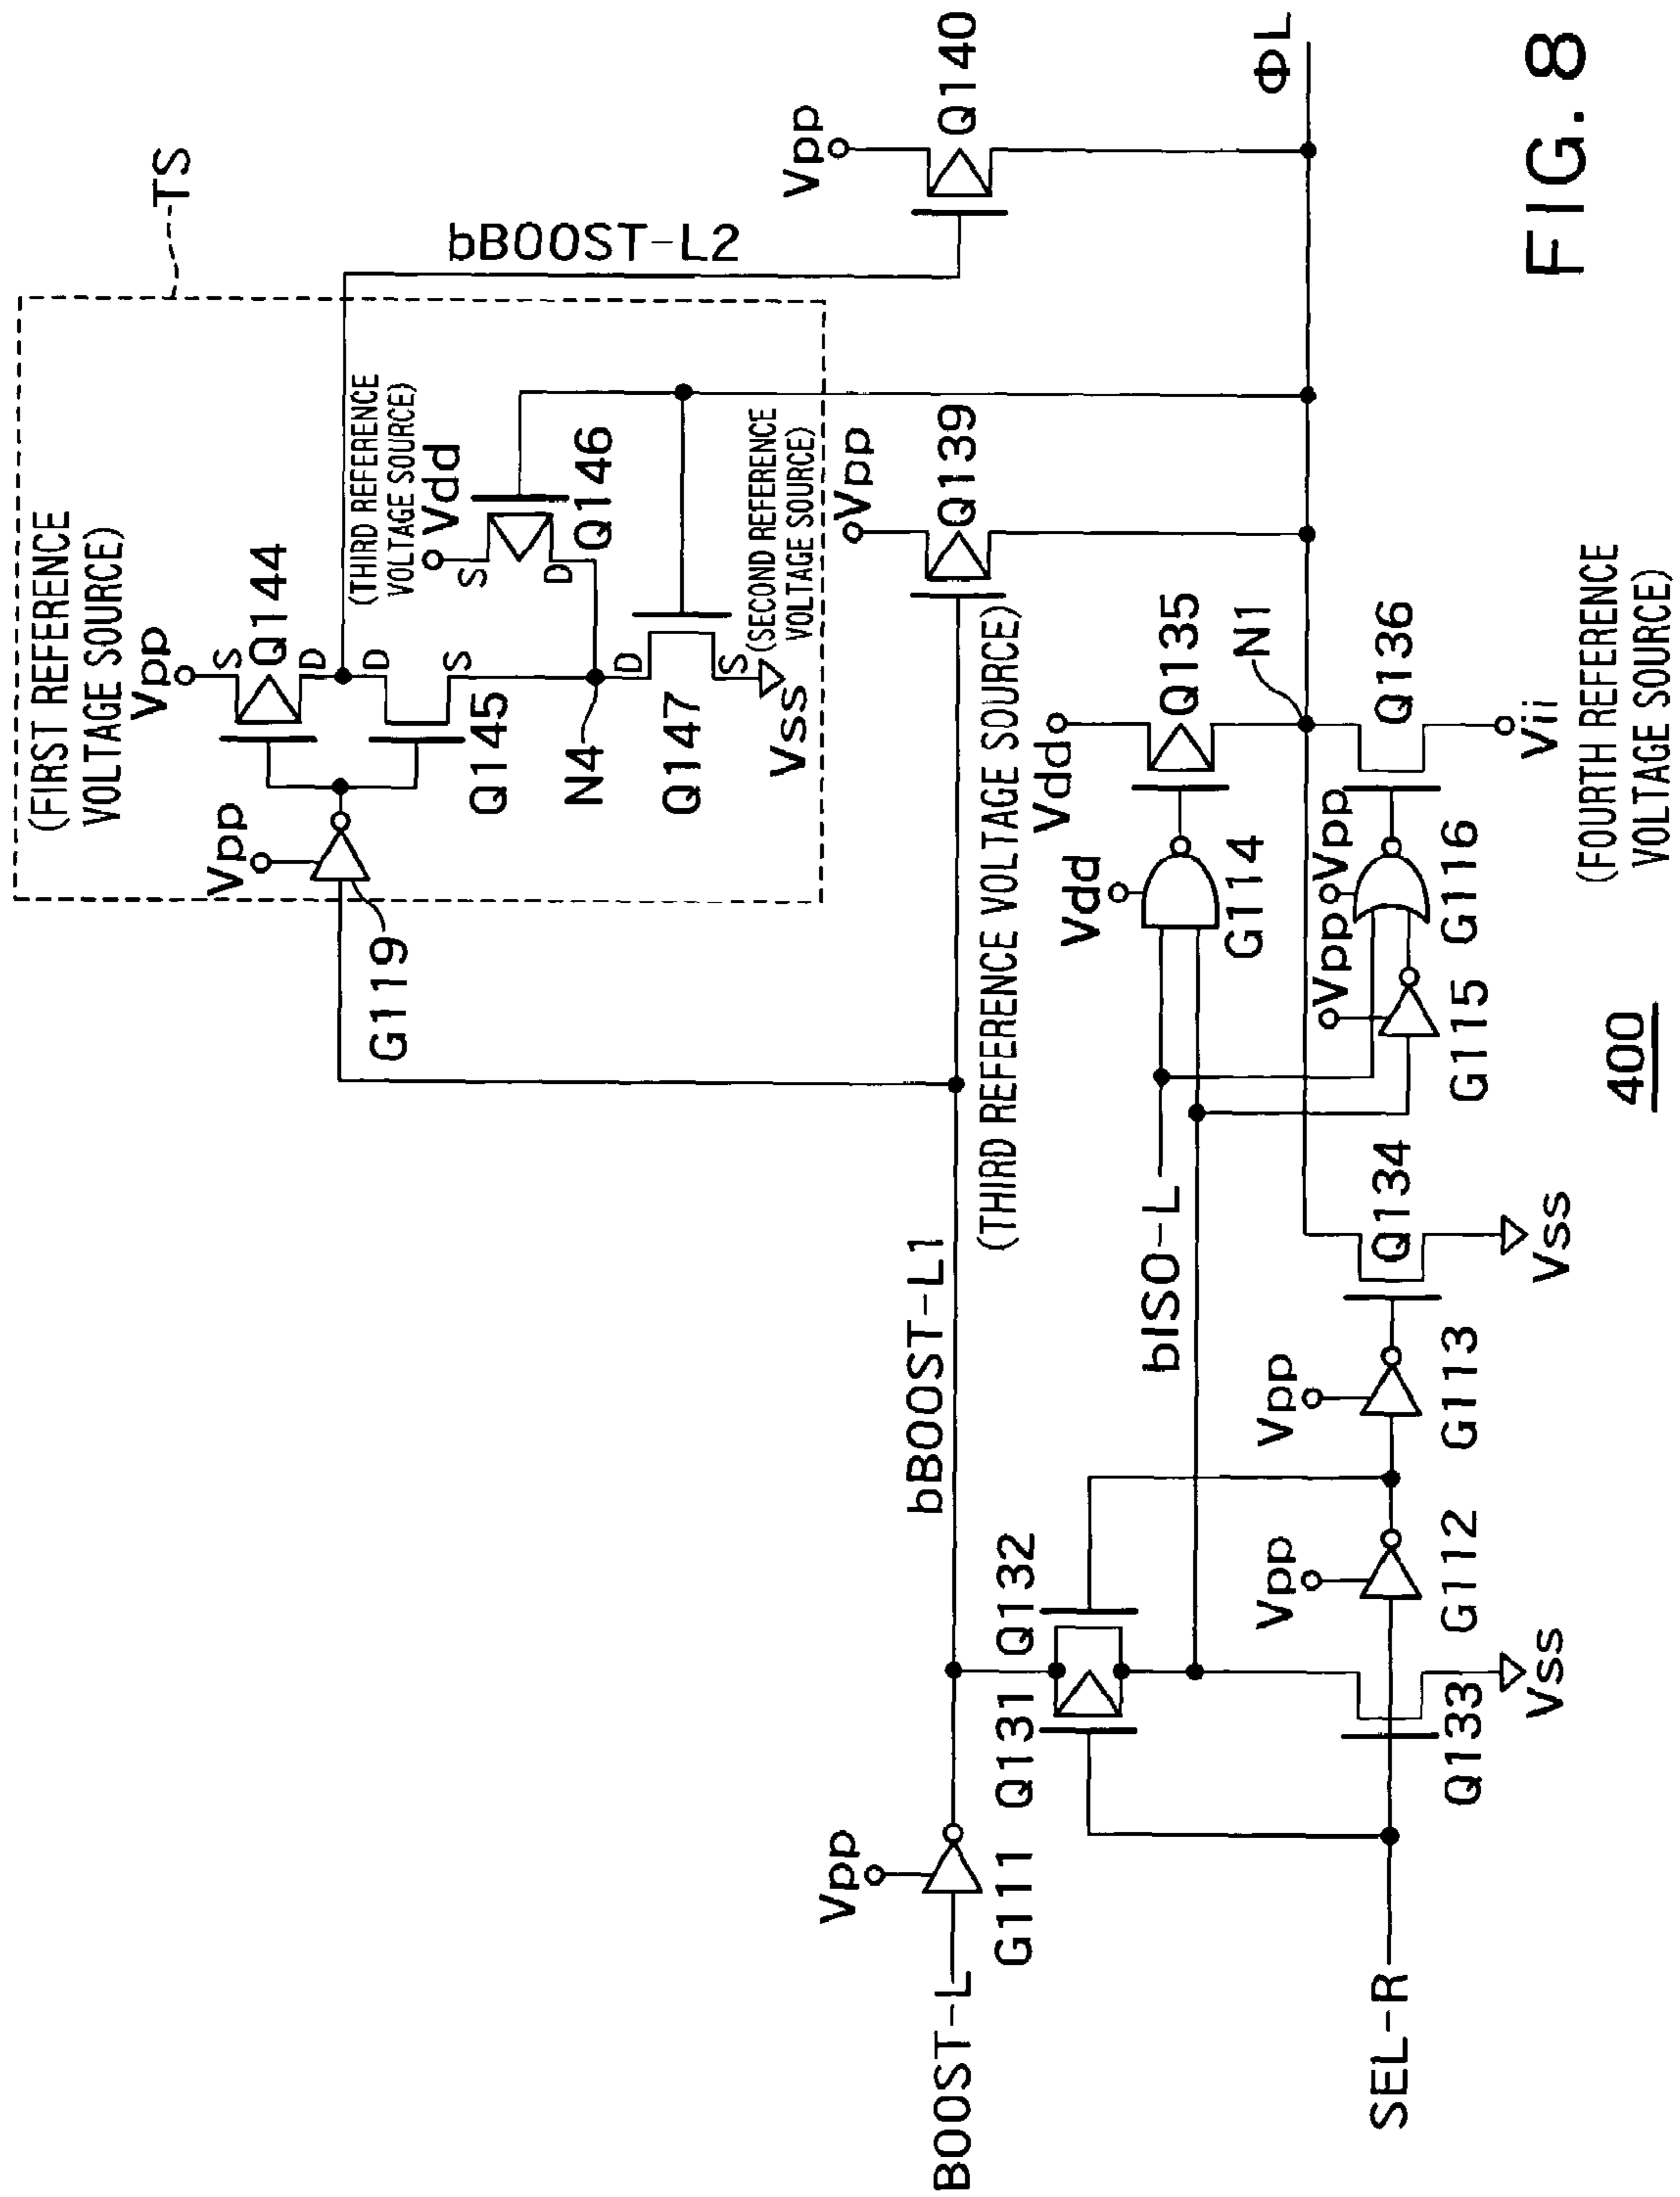 (FIRST REFERENCE
VOLTAGE SOURCE)
TS
Vpp
Vpp
S
Q144
D
(THIRD REFERENCE
VOLTAGE SOURCE)
Vdd
bBOOST-L2
Vpp
Q140
G119
D
Q145
S
S
Q146
D
N4
D
Q147
S
(SECOND REFERENCE
VOLTAGE SOURCE)
Vss
BOOST-L
Vpp
G111
bBOOST-L1
Vpp
Q139
(THIRD REFERENCE VOLTAGE SOURCE)
Q131
Q132
bISO-L
Vdd
G114
Vdd
Q135
N1
ΦL
SEL-R
Q133
Vss
Vpp
G112
Vpp
G113
Q134
Vss
Vpp
G115
Vpp
G116
Q136
Vii
(FOURTH REFERENCE
VOLTAGE SOURCE)
400
FIG. 8